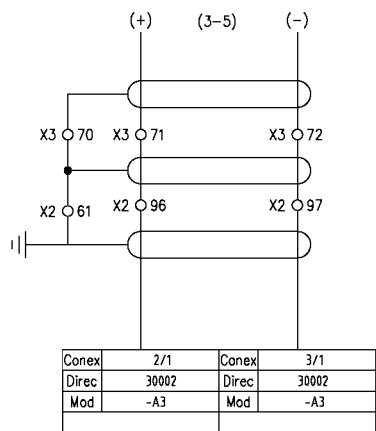 (+) (3-5) (-)
X3 70 X3 71 X3 72
X2 61 X2 96 X2 97
Conex 2/1 Conex 3/1
Direc 30002 Direc 30002
Mod -A3 Mod -A3